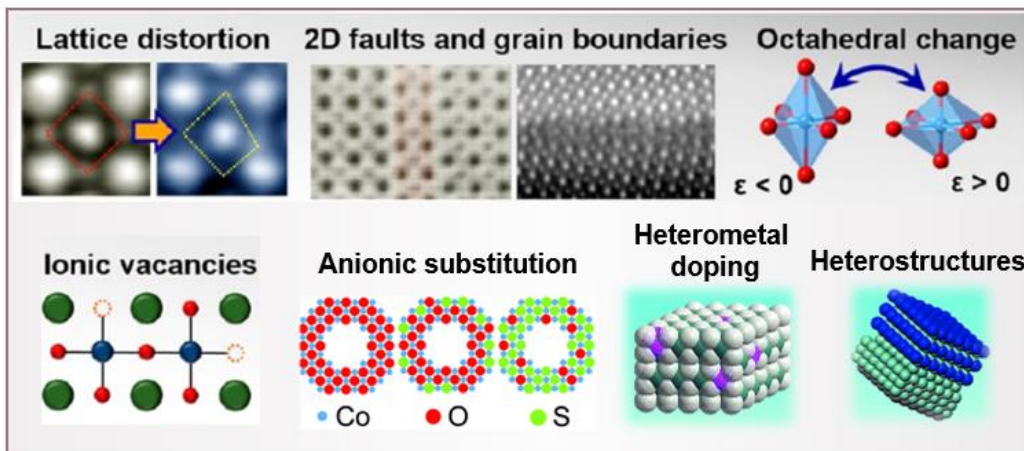 Lattice distortion
2D faults and grain boundaries
Octahedral change
ε < 0
ε > 0
Ionic vacancies
Anionic substitution
Co
O
S
Heterometal
doping
Heterostructures